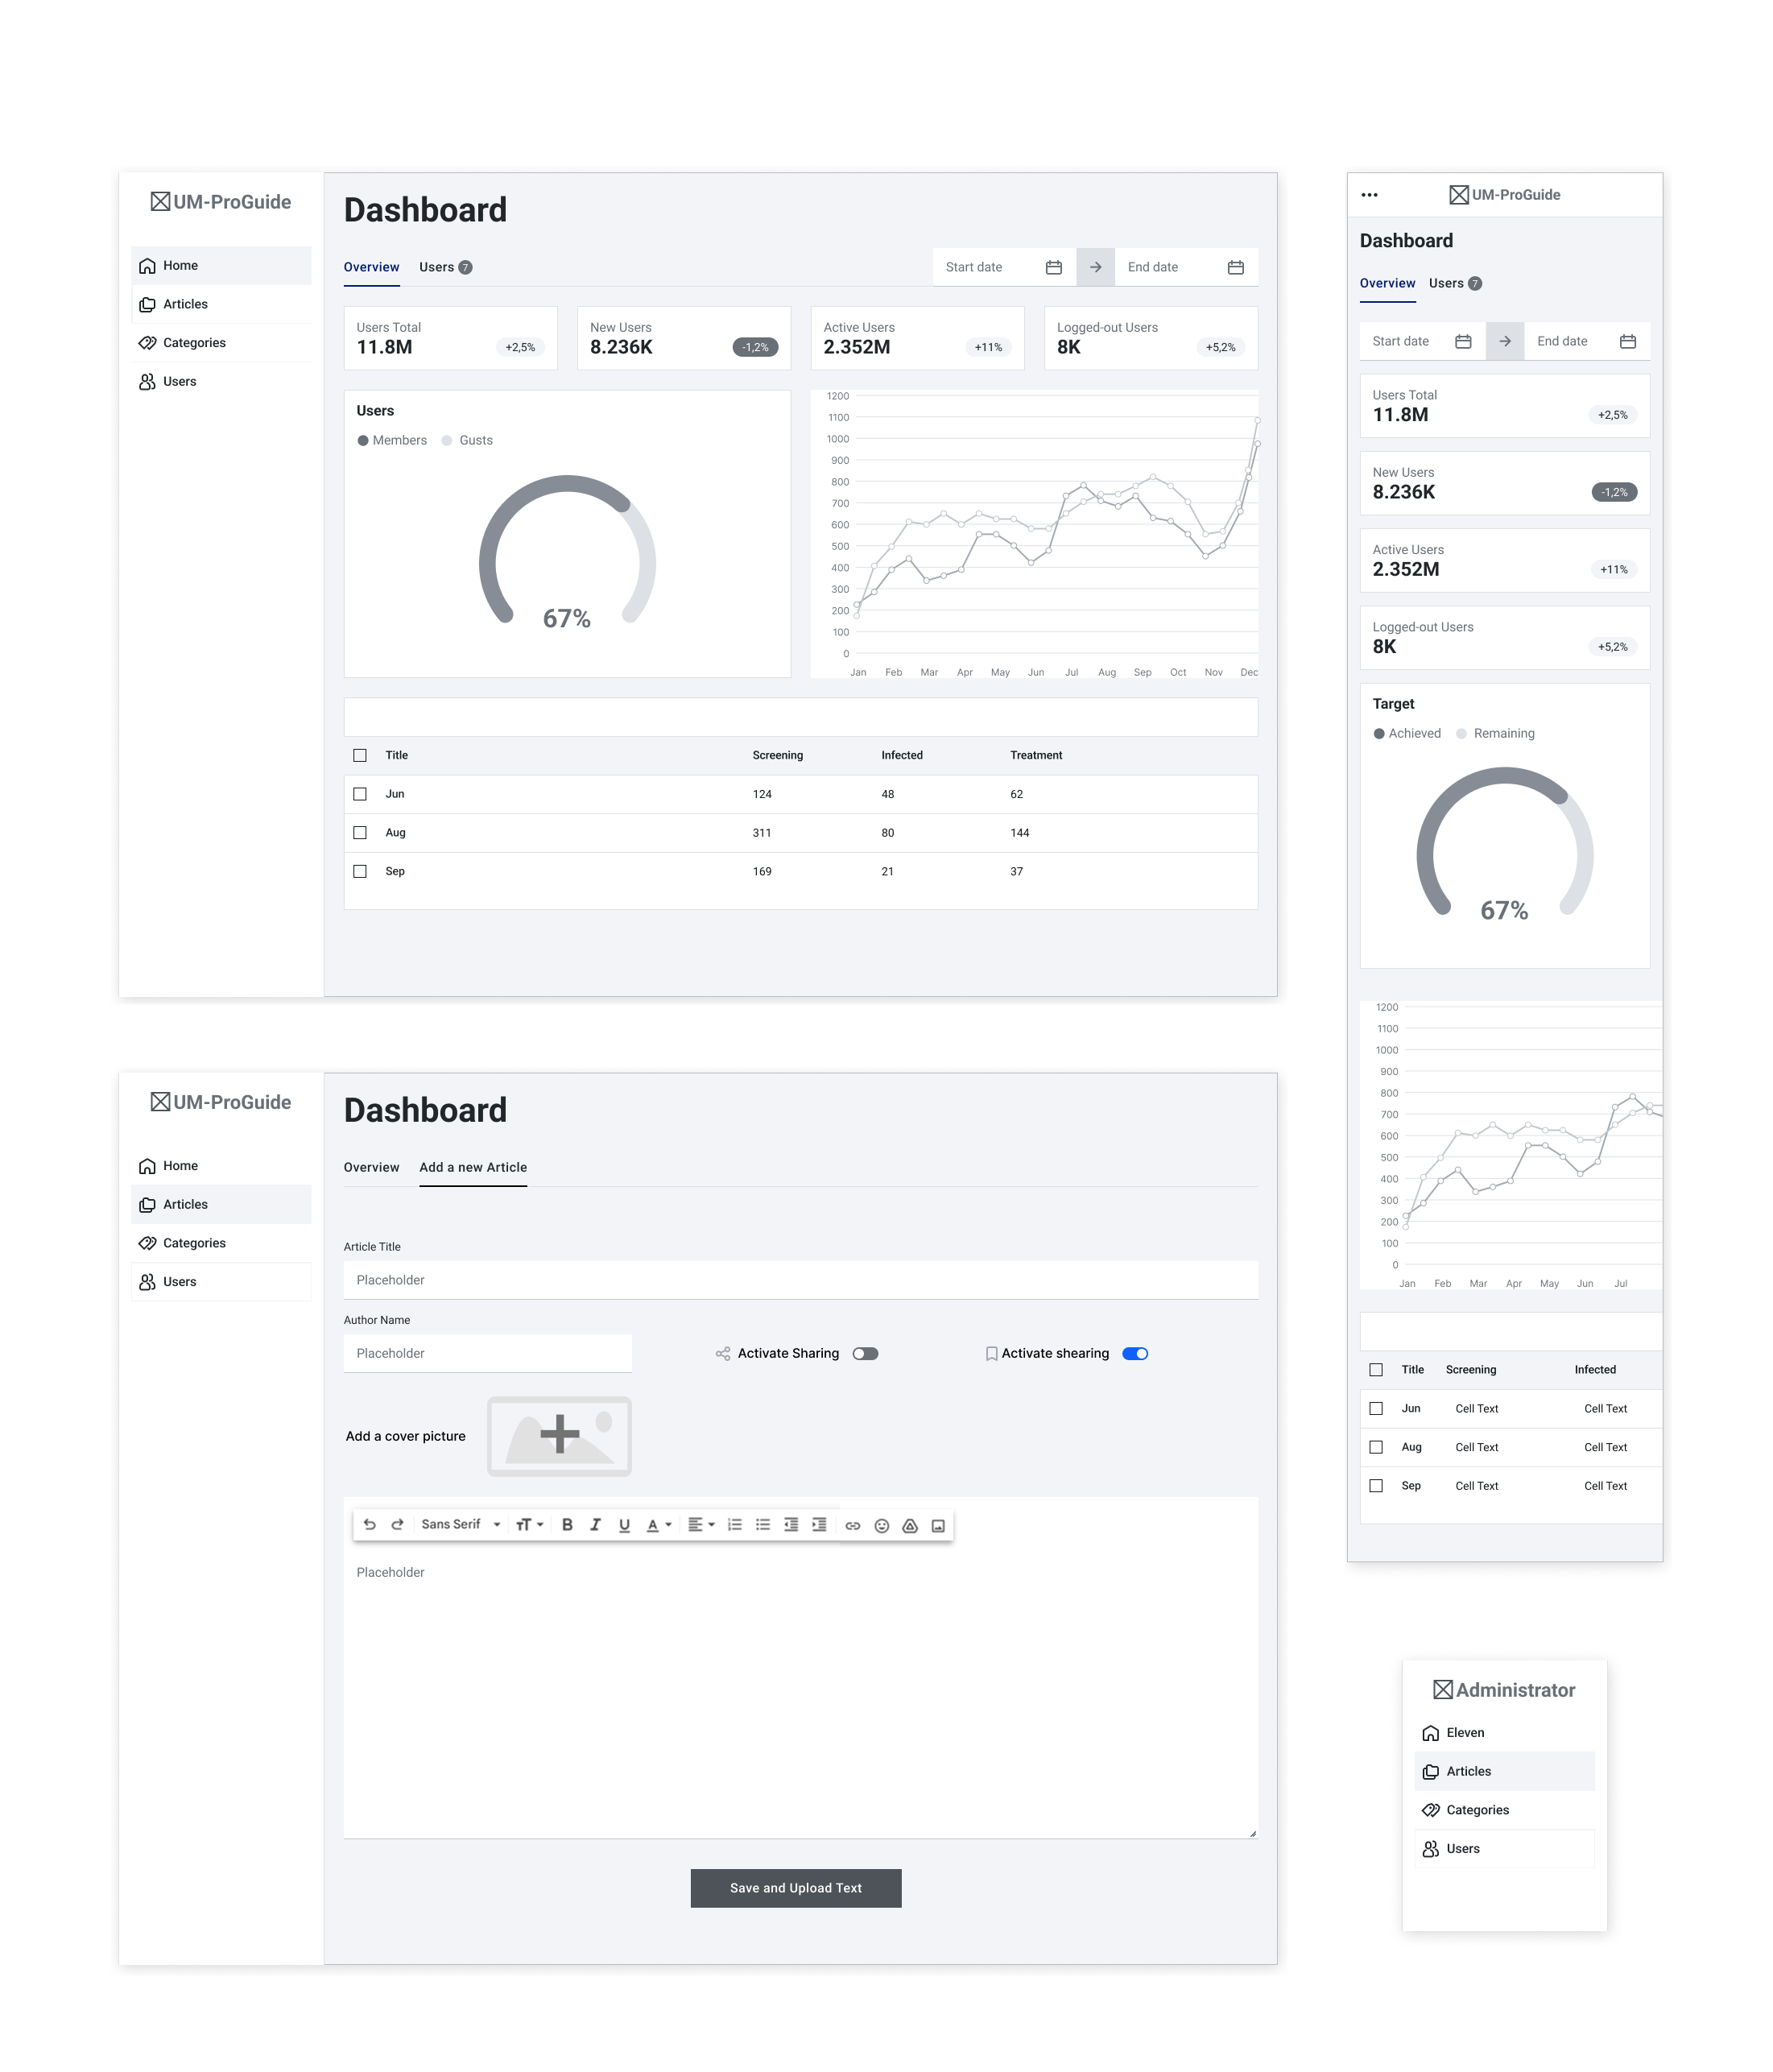 UM-ProGuide
Home
Articles
Categories
Users
Dashboard
Overview Users 7
Start date End date
Users Total
11.8M +2,5%
New Users
8.236K -1,2%
Active Users
2.352M +11%
Logged-out Users
8K +5,2%
Users
Members Gusts
67%
1200
1100
1000
900
800
700
600
500
400
300
200
100
0
Jan Feb Mar Apr May Jun Jul Aug Sep Oct Nov Dec
Title Screening Infected Treatment
Jun 124 48 62
Aug 311 80 144
Sep 169 21 37
UM-ProGuide
Dashboard
Overview Users 7
Start date End date
Users Total
11.8M +2,5%
New Users
8.236K -1,2%
Active Users
2.352M +11%
Logged-out Users
8K +5,2%
Target
Achieved Remaining
67%
1200
1100
1000
900
800
700
600
500
400
300
200
100
0
Jan Feb Mar Apr May Jun Jul
Title Screening Infected
Jun Cell Text Cell Text
Aug Cell Text Cell Text
Sep Cell Text Cell Text
UM-ProGuide
Home
Articles
Categories
Users
Dashboard
Overview Add a new Article
Article Title
Placeholder
Author Name
Placeholder
Activate Sharing
Activate shearing
Add a cover picture
Sans Serif
Placeholder
Save and Upload Text
Administrator
Eleven
Articles
Categories
Users